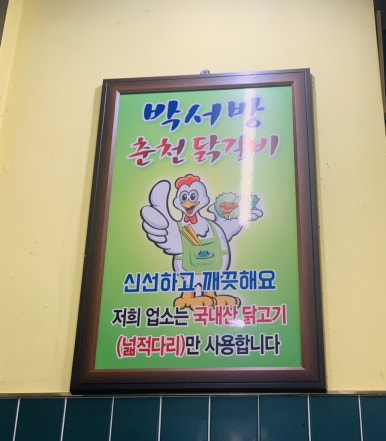 박서방
춘천닭갈비
신선하고 깨끗해요
저희 업소는 국내산 닭고기
(넓적다리)만 사용합니다